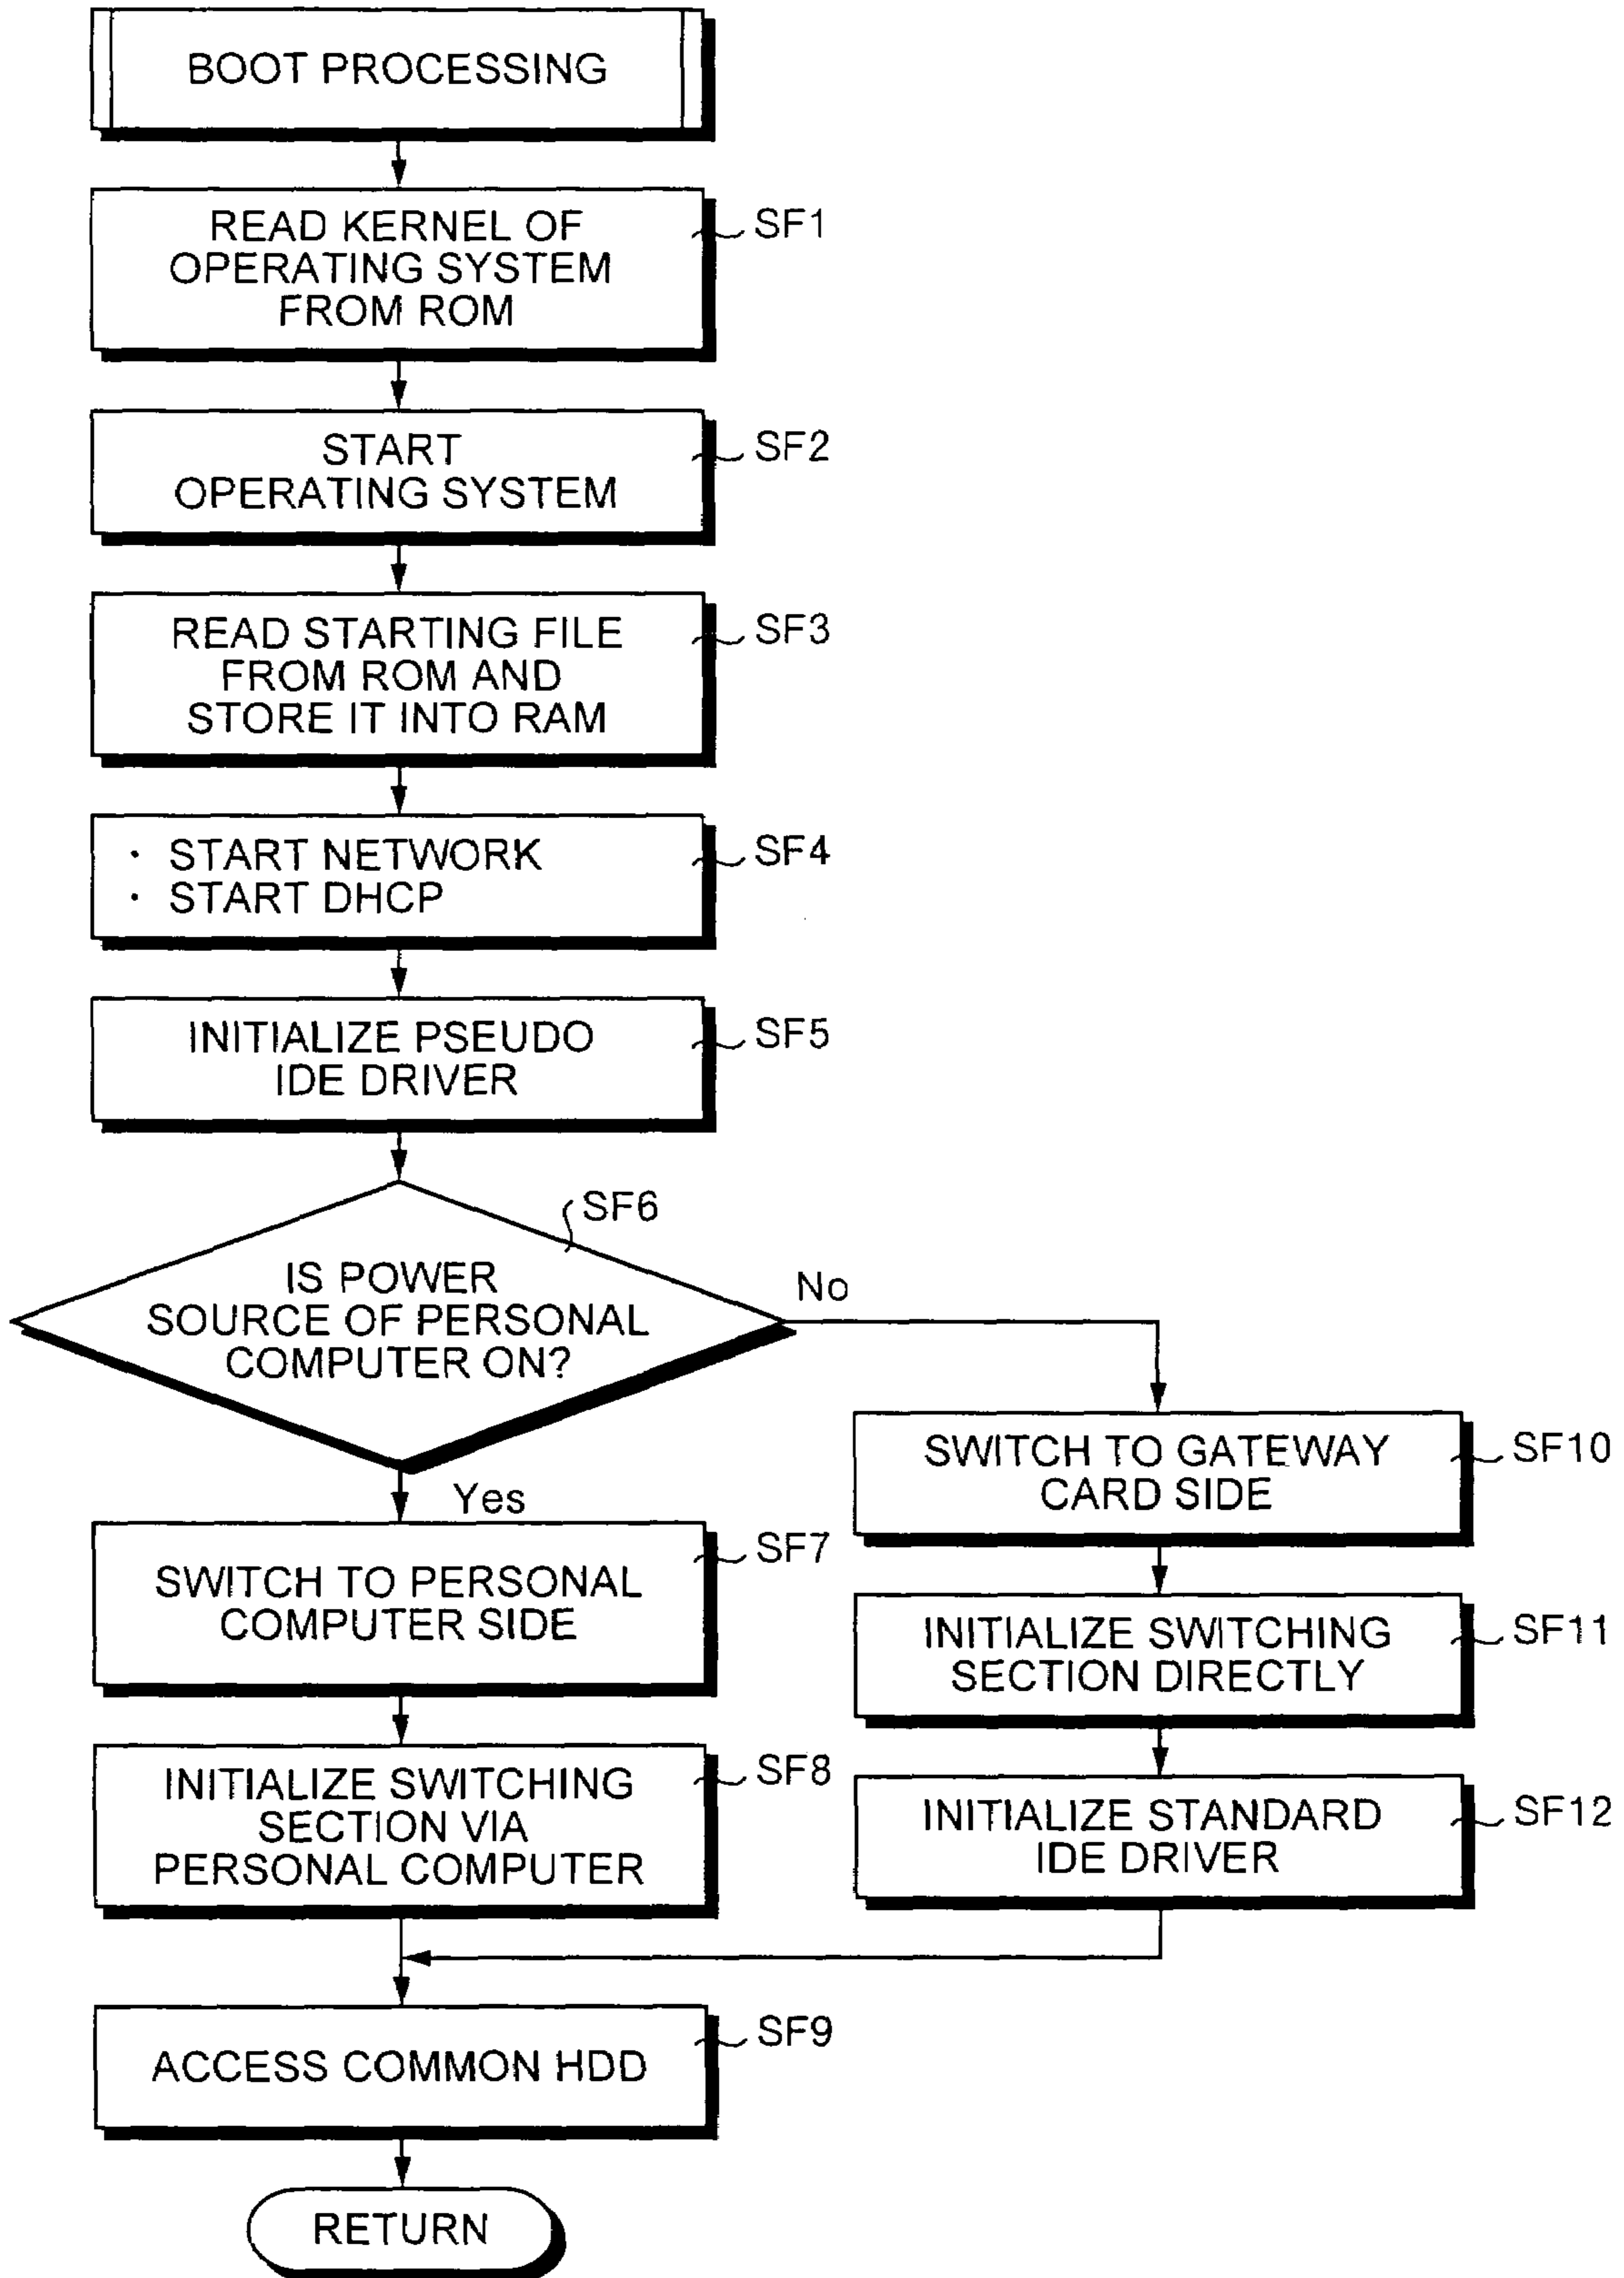 BOOT PROCESSING
READ KERNEL OF
OPERATING SYSTEM
FROM ROM
SF1
START
OPERATING SYSTEM
SF2
READ STARTING FILE
FROM ROM AND
STORE IT INTO RAM
SF3
· START NETWORK
· START DHCP
SF4
INITIALIZE PSEUDO
IDE DRIVER
SF5
SF6
IS POWER
SOURCE OF PERSONAL
COMPUTER ON?
No
Yes
SWITCH TO PERSONAL
COMPUTER SIDE
SF7
INITIALIZE SWITCHING
SECTION VIA
PERSONAL COMPUTER
SF8
SWITCH TO GATEWAY
CARD SIDE
SF10
INITIALIZE SWITCHING
SECTION DIRECTLY
SF11
INITIALIZE STANDARD
IDE DRIVER
SF12
ACCESS COMMON HDD
SF9
RETURN